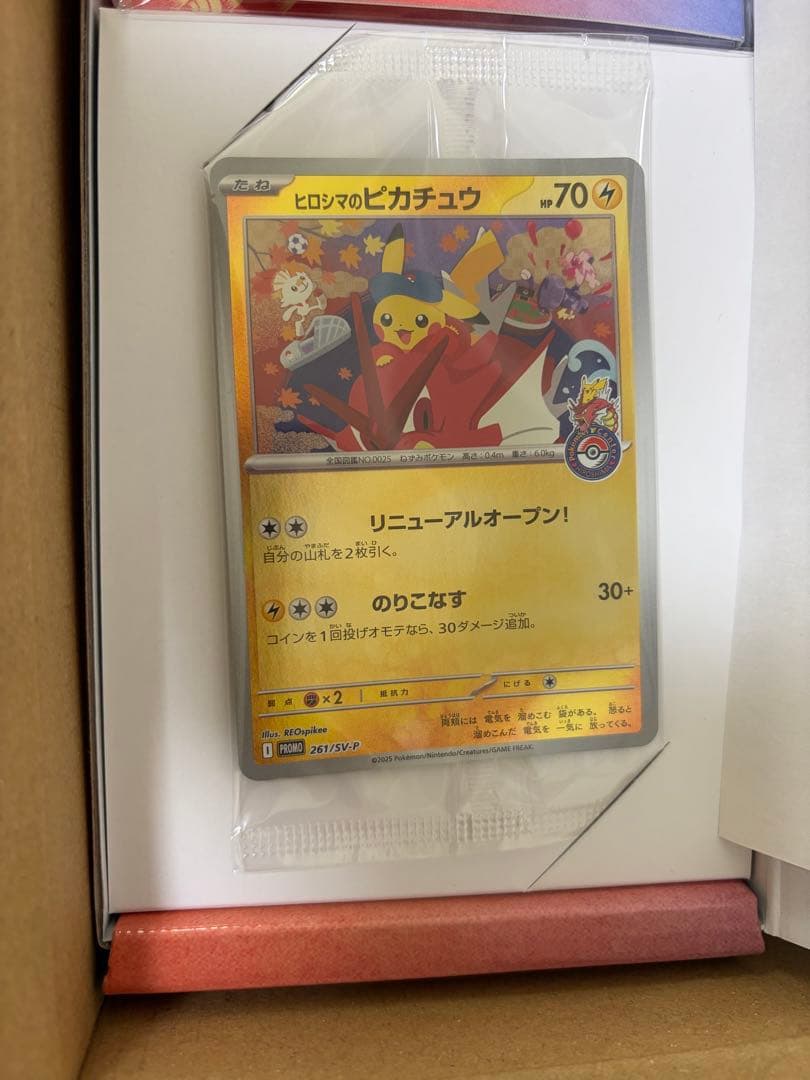 たね
ヒロシマのピカチュウ HP 70
全国図鑑NO.0025 ねずみポケモン 高さ:0.4m 重さ:6.0kg
リニューアルオープン!
自分の山札を2枚引く。
のりこなす 30+
コインを1回投げオモテなら、30ダメージ追加。
弱点 ×2 抵抗力 にげる
両頬には 電気を 溜めこむ 袋がある。 怒ると
溜めこんだ 電気を 一気に 放ってくる。
Illus. REOspikee
I PROMO 261/SV-P
©2025 Pokémon/Nintendo/Creatures/GAME FREAK.